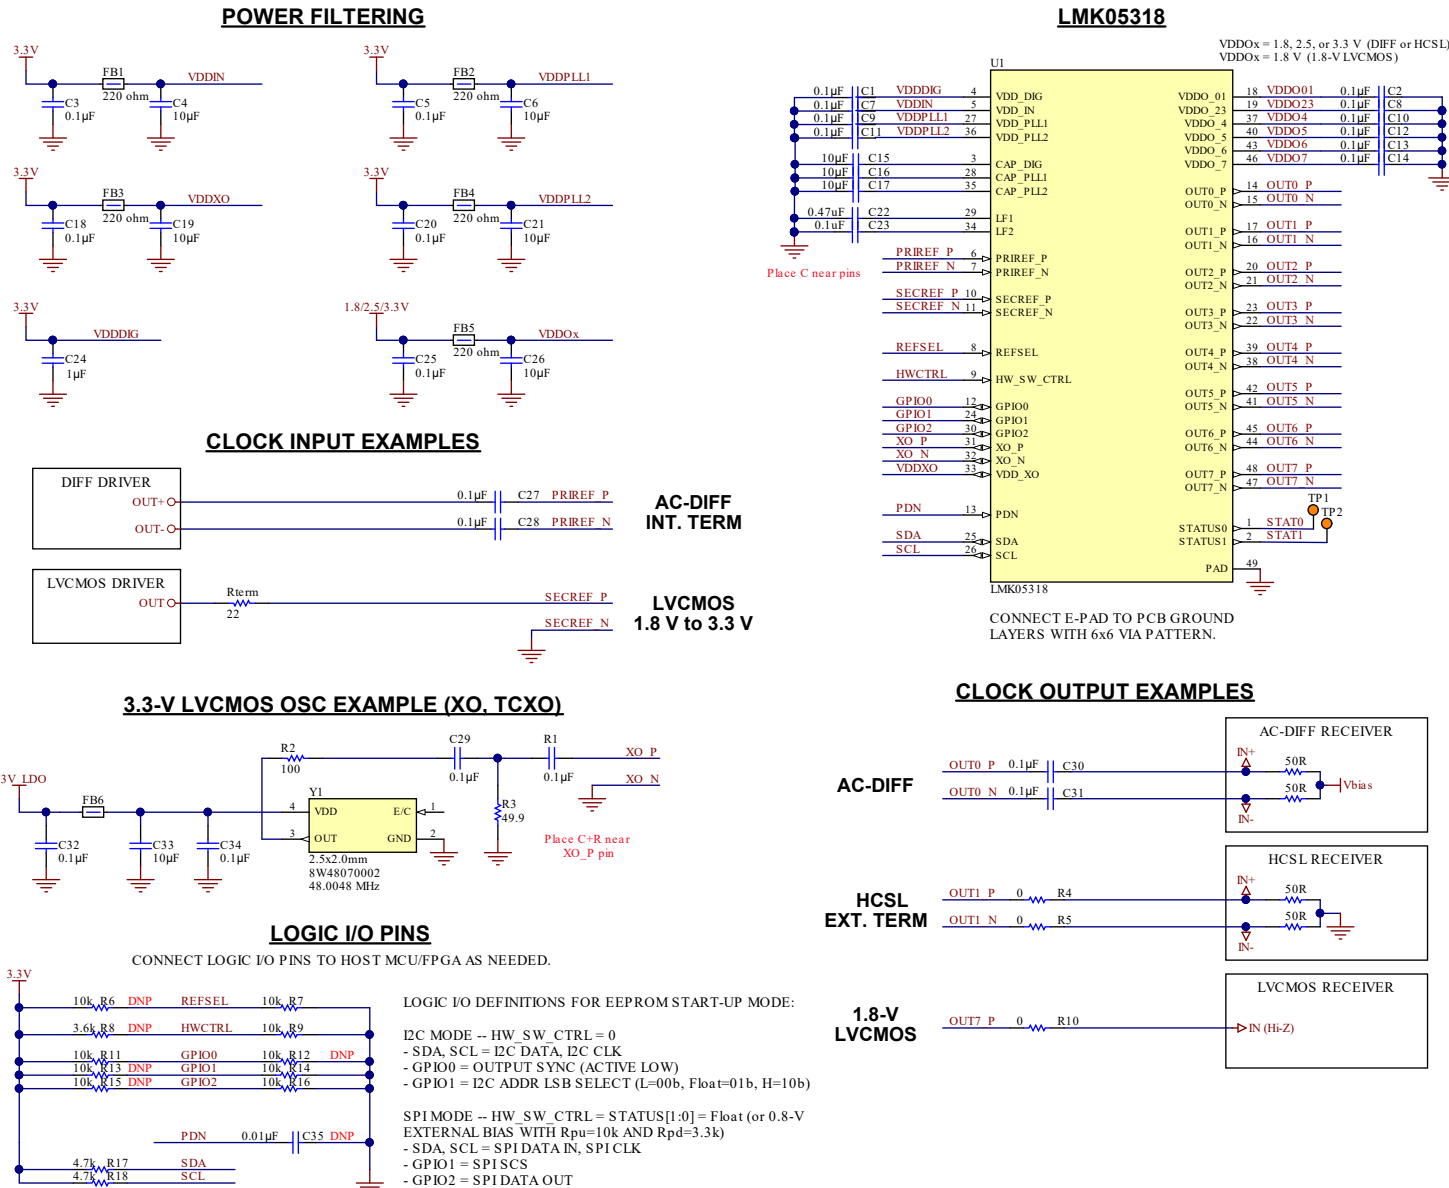 POWER FILTERING
3.3V
FB1
VDDIN
220 ohm
C3
0.1µF
C4
10µF
3.3V
FB2
VDDPLL1
220 ohm
C5
0.1µF
C6
10µF
3.3V
FB3
VDDXO
220 ohm
C18
0.1µF
C19
10µF
3.3V
FB4
VDDPLL2
220 ohm
C20
0.1µF
C21
10µF
3.3V
VDDDIG
C24
1µF
1.8/2.5/3.3V
FB5
VDDOx
220 ohm
C25
0.1µF
C26
10µF
LMK05318
VDDOx = 1.8, 2.5, or 3.3 V (DIFF or HCSL)
VDDOx = 1.8 V (1.8-V LVCMOS)
U1
0.1µF C1 VDDDIG 4 VDD_DIG
0.1µF C7 VDDIN 5 VDD_IN
0.1µF C9 VDDPLL1 27 VDD_PLL1
0.1µF C11 VDDPLL2 36 VDD_PLL2
10µF C15 3 CAP_DIG
10µF C16 28 CAP_PLL1
10µF C17 35 CAP_PLL2
0.47uF C22 29 LF1
0.1uF C23 34 LF2
Place C near pins
PRIREF_P 6 PRIREF_P
PRIREF_N 7 PRIREF_N
SECREF_P 10 SECREF_P
SECREF_N 11 SECREF_N
REFSEL 8 REFSEL
HWCTRL 9 HW_SW_CTRL
GPIO0 12 GPIO0
GPIO1 24 GPIO1
GPIO2 30 GPIO2
XO_P 31 XO_P
XO_N 32 XO_N
VDDXO 33 VDD_XO
PDN 13 PDN
SDA 25 SDA
SCL 26 SCL
VDDO_01 18 VDDO01 0.1µF C2
VDDO_23 19 VDDO23 0.1µF C8
VDDO_4 37 VDDO4 0.1µF C10
VDDO_5 40 VDDO5 0.1µF C12
VDDO_6 43 VDDO6 0.1µF C13
VDDO_7 46 VDDO7 0.1µF C14
OUT0_P 14 OUT0_P
OUT0_N 15 OUT0_N
OUT1_P 17 OUT1_P
OUT1_N 16 OUT1_N
OUT2_P 20 OUT2_P
OUT2_N 21 OUT2_N
OUT3_P 23 OUT3_P
OUT3_N 22 OUT3_N
OUT4_P 39 OUT4_P
OUT4_N 38 OUT4_N
OUT5_P 42 OUT5_P
OUT5_N 41 OUT5_N
OUT6_P 45 OUT6_P
OUT6_N 44 OUT6_N
OUT7_P 48 OUT7_P
OUT7_N 47 OUT7_N
TP1
TP2
STATUS0 1 STAT0
STATUS1 2 STAT1
PAD 49
LMK05318
CONNECT E-PAD TO PCB GROUND
LAYERS WITH 6x6 VIA PATTERN.
CLOCK INPUT EXAMPLES
DIFF DRIVER
OUT+ 0.1µF C27 PRIREF_P
OUT- 0.1µF C28 PRIREF_N
AC-DIFF
INT. TERM
LVCMOS DRIVER
OUT
Rterm
22
SECREF_P
SECREF_N
LVCMOS
1.8 V to 3.3 V
3.3-V LVCMOS OSC EXAMPLE (XO, TCXO)
3V_LDO
FB6
C32
0.1µF
C33
10µF
C34
0.1µF
R2
100
C29
0.1µF
R1
0.1µF
XO_P
XO_N
R3
49.9
Y1
4 VDD E/C 1
3 OUT GND 2
2.5x2.0mm
8W48070002
48.0048 MHz
Place C+R near
XO_P pin
CLOCK OUTPUT EXAMPLES
AC-DIFF
OUT0_P 0.1µF C30
OUT0_N 0.1µF C31
AC-DIFF RECEIVER
IN+
50R
50R
IN-
Vbias
HCSL
EXT. TERM
OUT1_P 0 R4
OUT1_N 0 R5
HCSL RECEIVER
IN+
50R
50R
IN-
1.8-V
LVCMOS
OUT7_P 0 R10
LVCMOS RECEIVER
IN (Hi-Z)
LOGIC I/O PINS
CONNECT LOGIC I/O PINS TO HOST MCU/FPGA AS NEEDED.
3.3V
10k R6 DNP REFSEL 10k R7
3.6k R8 DNP HWCTRL 10k R9
10k R11 GPIO0 10k R12 DNP
10k R13 DNP GPIO1 10k R14
10k R15 DNP GPIO2 10k R16
PDN 0.01µF C35 DNP
4.7k R17 SDA
4.7k R18 SCL
LOGIC I/O DEFINITIONS FOR EEPROM START-UP MODE:
I2C MODE -- HW_SW_CTRL = 0
- SDA, SCL = I2C DATA, I2C CLK
- GPIO0 = OUTPUT SYNC (ACTIVE LOW)
- GPIO1 = I2C ADDR LSB SELECT (L=00b, Float=01b, H=10b)
SPI MODE -- HW_SW_CTRL = STATUS[1:0] = Float (or 0.8-V
EXTERNAL BIAS WITH Rpu=10k AND Rpd=3.3k)
- SDA, SCL = SPI DATA IN, SPI CLK
- GPIO1 = SPI SCS
- GPIO2 = SPI DATA OUT